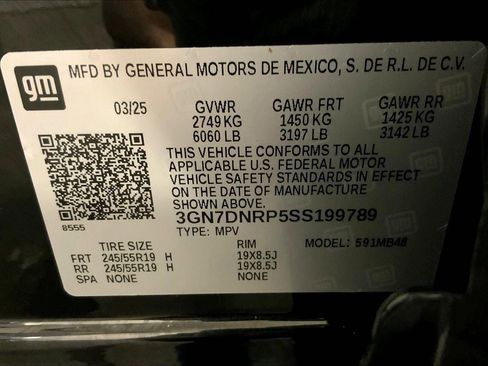 gm
MFD BY GENERAL MOTORS DE MEXICO, S. DE R.L. DE C.V.
03/25 GVWR GAWR FRT GAWR RR
2749 KG 1450 KG 1425 KG
6060 LB 3197 LB 3142 LB
THIS VEHICLE CONFORMS TO ALL
APPLICABLE U.S. FEDERAL MOTOR
VEHICLE SAFETY STANDARDS IN EFFECT
ON THE DATE OF MANUFACTURE
SHOWN ABOVE.
8555
3GN7DNRP5SS199789
TYPE: MPV MODEL: 591MB48
TIRE SIZE RIM
FRT 245/55R19 H 19X8.5J
RR 245/55R19 H 19X8.5J
SPA NONE NONE